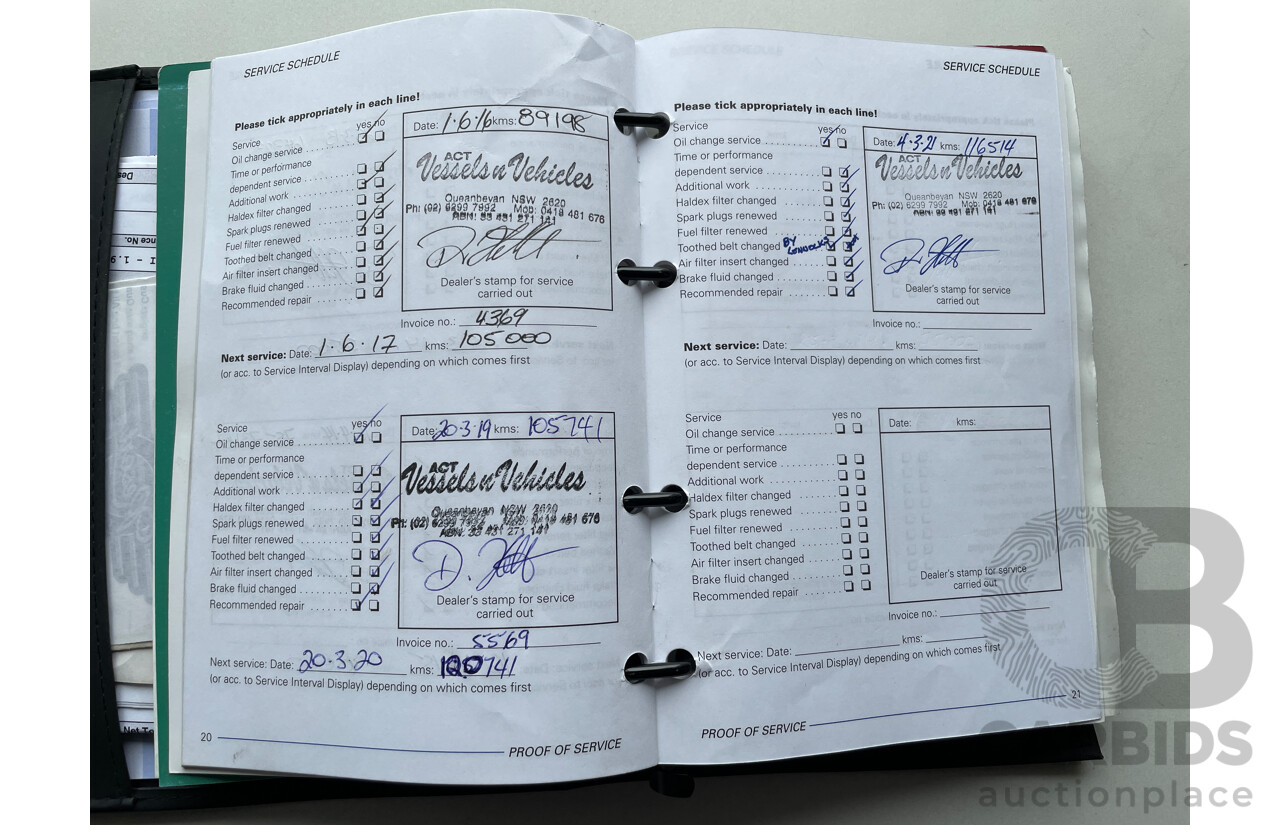 SERVICE SCHEDULE
Please tick appropriately in each line!
Service yes no
Oil change service
Time or performance
dependent service
Additional work
Haldex filter changed
Spark plugs renewed
Fuel filter renewed
Toothed belt changed
Air filter insert changed
Brake fluid changed
Recommended repair
Date: 1·6·16 kms: 89198
ACT
Vessels n Vehicles
Queanbeyan NSW 2620
Ph: (02) 6299 7992 Mob: 0418 481 676
ABN: 33 431 271 141
Dealer's stamp for service
carried out
Invoice no.: 4369
Next service: Date: 1·6·17 kms: 105000
(or acc. to Service Interval Display) depending on which comes first
Service yes no
Oil change service
Time or performance
dependent service
Additional work
Haldex filter changed
Spark plugs renewed
Fuel filter renewed
Toothed belt changed
Air filter insert changed
Brake fluid changed
Recommended repair
Date: 20·3·19 kms: 105741
ACT
Vessels n Vehicles
Queanbeyan NSW 2620
Ph: (02) 6299 7992 Mob: 0418 481 676
ABN: 33 431 271 141
Dealer's stamp for service
carried out
Invoice no.: 5569
Next service: Date: 20·3·20 kms: 120741
(or acc. to Service Interval Display) depending on which comes first
20 PROOF OF SERVICE
SERVICE SCHEDULE
Please tick appropriately in each line!
Service yes no
Oil change service
Time or performance
dependent service
Additional work
Haldex filter changed
Spark plugs renewed
Fuel filter renewed
Toothed belt changed BY
Air filter insert changed
Brake fluid changed
Recommended repair
Date: 4·3·21 kms: 116514
ACT
Vessels n Vehicles
Queanbeyan NSW 2620
Ph: (02) 6299 7992 Mob: 0418 481 676
ABN: 33 431 271 141
Dealer's stamp for service
carried out
Invoice no.:
Next service: Date: kms:
(or acc. to Service Interval Display) depending on which comes first
Service yes no
Oil change service
Time or performance
dependent service
Additional work
Haldex filter changed
Spark plugs renewed
Fuel filter renewed
Toothed belt changed
Air filter insert changed
Brake fluid changed
Recommended repair
Date: kms:
Dealer's stamp for service
carried out
Invoice no.:
Next service: Date: kms:
(or acc. to Service Interval Display) depending on which comes first
PROOF OF SERVICE 21
CARBIDS
auctionplace